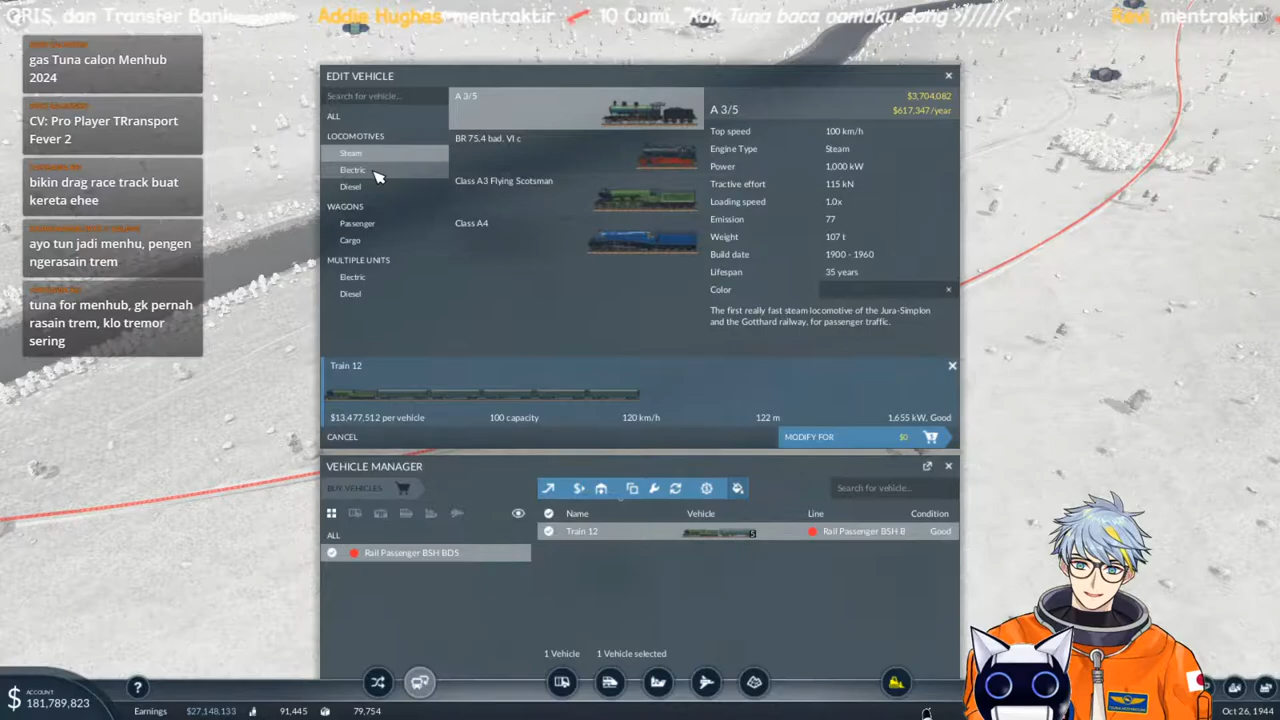 QRIS, dan Transfer Bank
Addie Hughes mentraktir 10 Cumi, "Kak Tuna baca namaku dong >/////<" • Revi mentraktir
gas Tuna calon Menhub
2024
CV: Pro Player TRransport
Fever 2
bikin drag race track buat
kereta ehee
ayo tun jadi menhu, pengen
ngerasain trem
tuna for menhub, gk pernah
rasain trem, klo tremor
sering
EDIT VEHICLE
Search for vehicle...
ALL
LOCOMOTIVES
Steam
Electric
Diesel
WAGONS
Passenger
Cargo
MULTIPLE UNITS
Electric
Diesel
A 3/5
BR 75.4 bad. VI c
Class A3 Flying Scotsman
Class A4
$3,704,082
A 3/5
$617,347/year
Top speed 100 km/h
Engine Type Steam
Power 1,000 kW
Tractive effort 115 kN
Loading speed 1.0x
Emission 77
Weight 107 t
Build date 1900 - 1960
Lifespan 35 years
Color
The first really fast steam locomotive of the Jura-Simplon
and the Gotthard railway, for passenger traffic.
Train 12
$13,477,512 per vehicle 100 capacity 120 km/h 122 m 1,655 kW, Good
CANCEL
MODIFY FOR $0
VEHICLE MANAGER
BUY VEHICLES
Search for vehicle...
Name Vehicle Line Condition
ALL
Train 12 5 Rail Passenger BSH B Good
Rail Passenger BSH BDS
1 Vehicle 1 Vehicle selected
?
$ ACCOUNT
181,789,823
Earnings $27,148,133 91,445 79,754
Oct 26, 1944